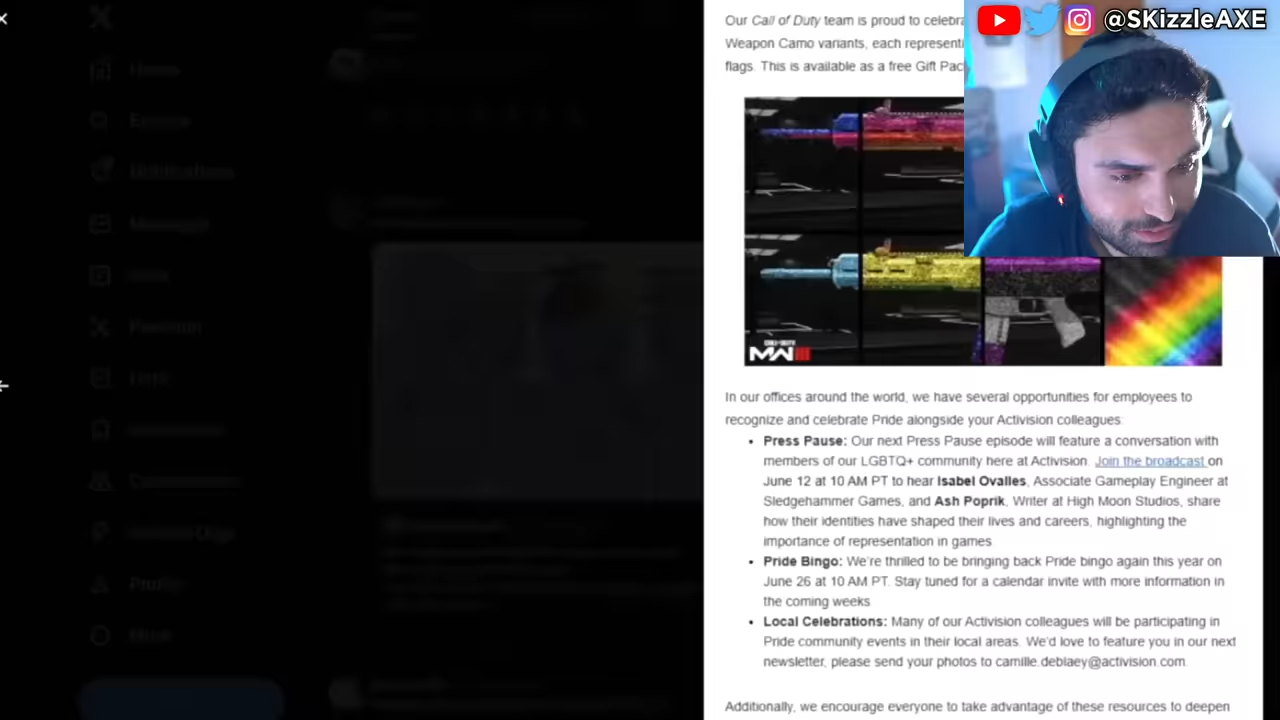 @SKizzleAXE
Our Call of Duty team is proud to celebra
Weapon Camo variants, each representi
flags. This is available as a free Gift Pac
CALL OF DUTY
MWIII
In our offices around the world, we have several opportunities for employees to
recognize and celebrate Pride alongside your Activision colleagues:
• Press Pause: Our next Press Pause episode will feature a conversation with
members of our LGBTQ+ community here at Activision. Join the broadcast on
June 12 at 10 AM PT to hear Isabel Ovalles, Associate Gameplay Engineer at
Sledgehammer Games, and Ash Poprik, Writer at High Moon Studios, share
how their identities have shaped their lives and careers, highlighting the
importance of representation in games
• Pride Bingo: We're thrilled to be bringing back Pride bingo again this year on
June 26 at 10 AM PT. Stay tuned for a calendar invite with more information in
the coming weeks
• Local Celebrations: Many of our Activision colleagues will be participating in
Pride community events in their local areas. We'd love to feature you in our next
newsletter, please send your photos to camille.deblaey@activision.com.
Additionally, we encourage everyone to take advantage of these resources to deepen
Home
Notifications
Messages
Premium
Profile
More